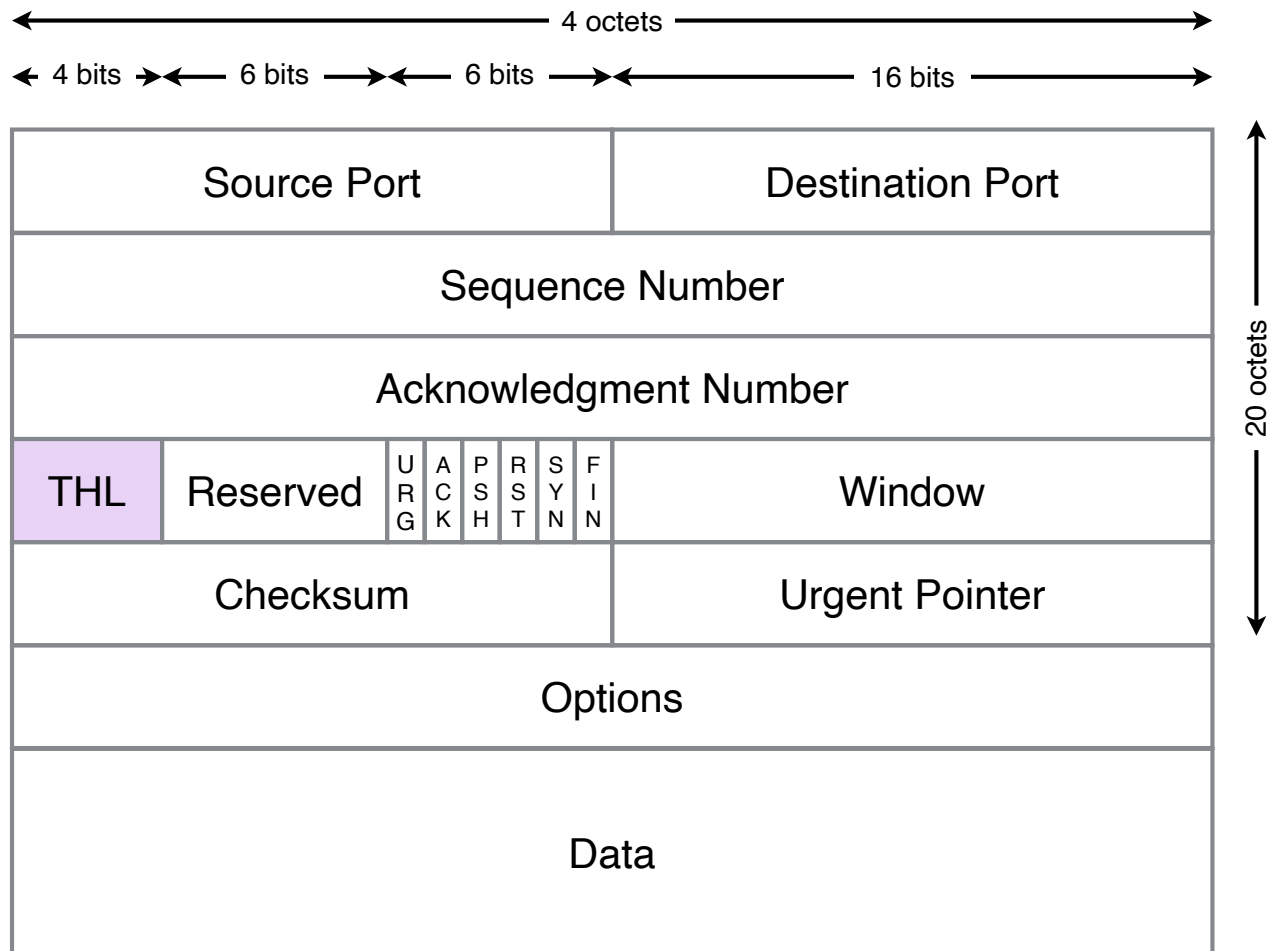 4 octets
4 bits 6 bits 6 bits 16 bits
Source Port Destination Port
Sequence Number
Acknowledgment Number
THL Reserved URG ACK PSH RST SYN FIN Window
Checksum Urgent Pointer
Options
Data
20 octets